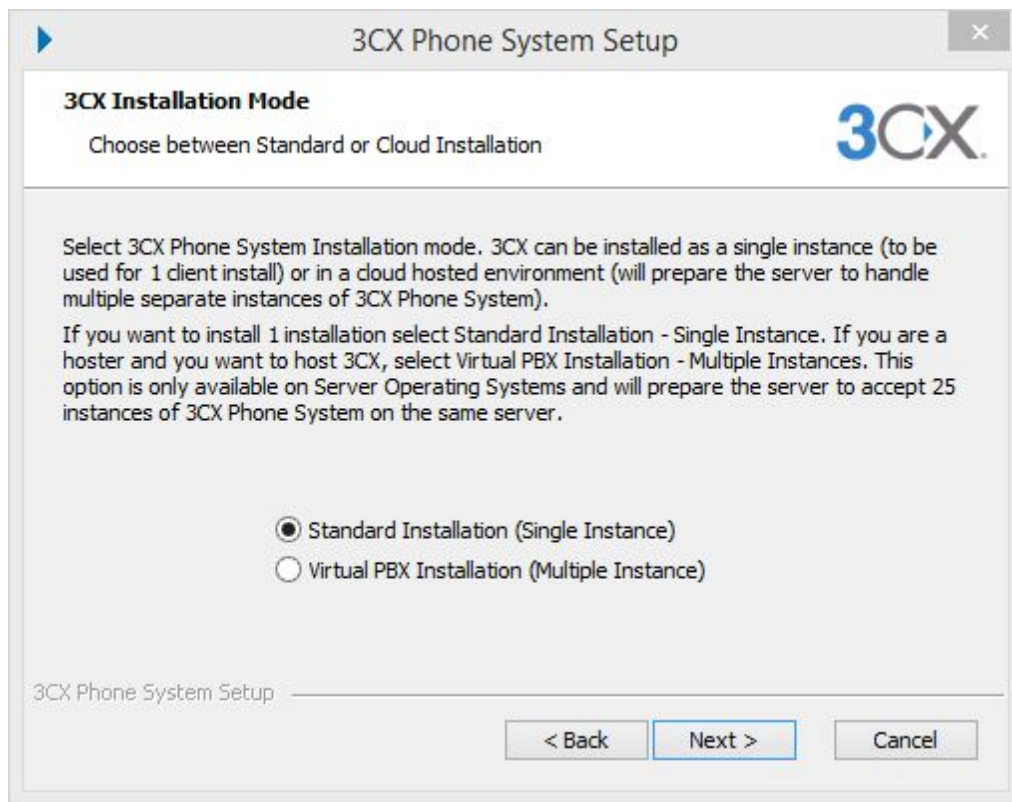 3CX Phone System Setup
3CX Installation Mode
Choose between Standard or Cloud Installation
3CX.
Select 3CX Phone System Installation mode. 3CX can be installed as a single instance (to be
used for 1 client install) or in a cloud hosted environment (will prepare the server to handle
multiple separate instances of 3CX Phone System).
If you want to install 1 installation select Standard Installation - Single Instance. If you are a
hoster and you want to host 3CX, select Virtual PBX Installation - Multiple Instances. This
option is only available on Server Operating Systems and will prepare the server to accept 25
instances of 3CX Phone System on the same server.
Standard Installation (Single Instance)
Virtual PBX Installation (Multiple Instance)
3CX Phone System Setup
< Back Next > Cancel